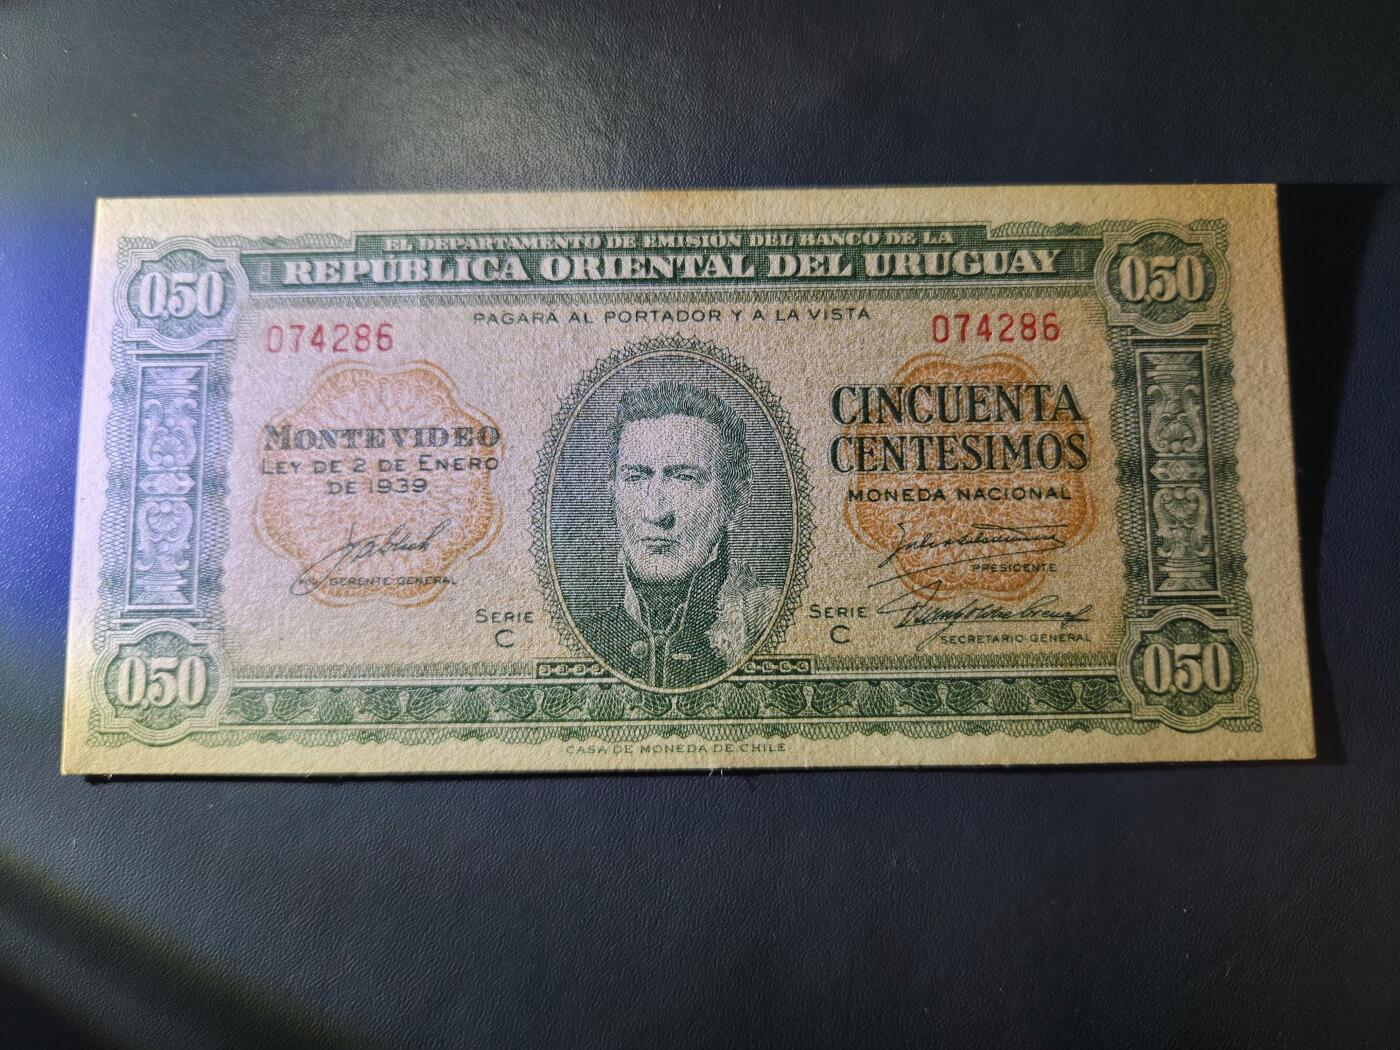 EL DEPARTAMENTO DE EMISIÓN DEL BANCO DE LA
REPÚBLICA ORIENTAL DEL URUGUAY
0,50
0,50
PAGARA AL PORTADOR Y A LA VISTA
074286
074286
MONTEVIDEO
LEY DE 2 DE ENERO
DE 1939
CINCUENTA
CENTESIMOS
MONEDA NACIONAL
GERENTE GENERAL
PRESIDENTE
SERIE
C
SERIE
C
SECRETARIO GENERAL
0,50
0,50
CASA DE MONEDA DE CHILE